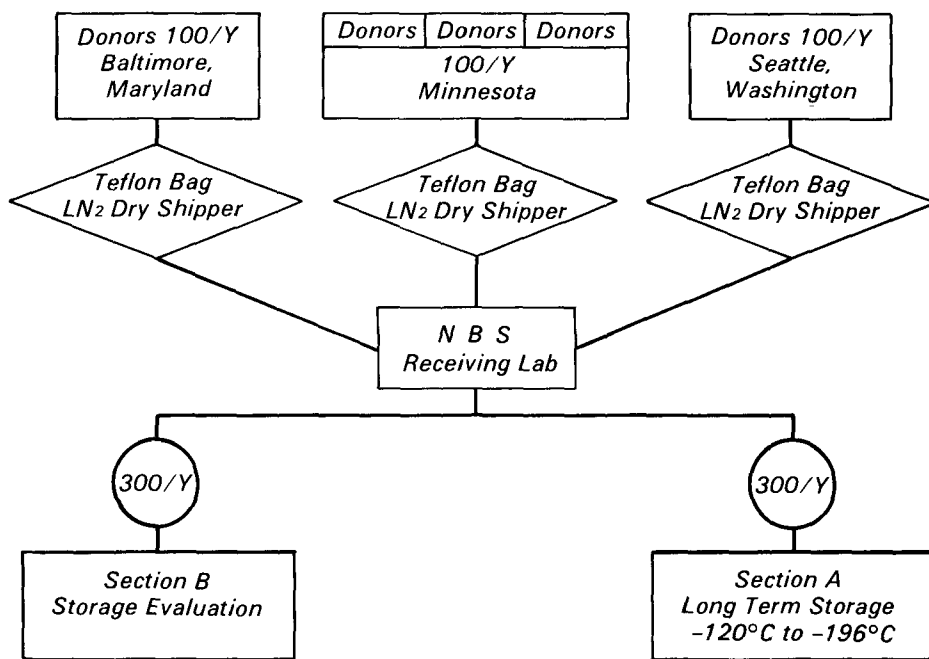 Donors 100/Y
Baltimore,
Maryland
Donors Donors Donors
100/Y
Minnesota
Donors 100/Y
Seattle,
Washington
Teflon Bag
LN₂ Dry Shipper
Teflon Bag
LN₂ Dry Shipper
Teflon Bag
LN₂ Dry Shipper
N B S
Receiving Lab
300/Y
300/Y
Section B
Storage Evaluation
Section A
Long Term Storage
-120°C to -196°C